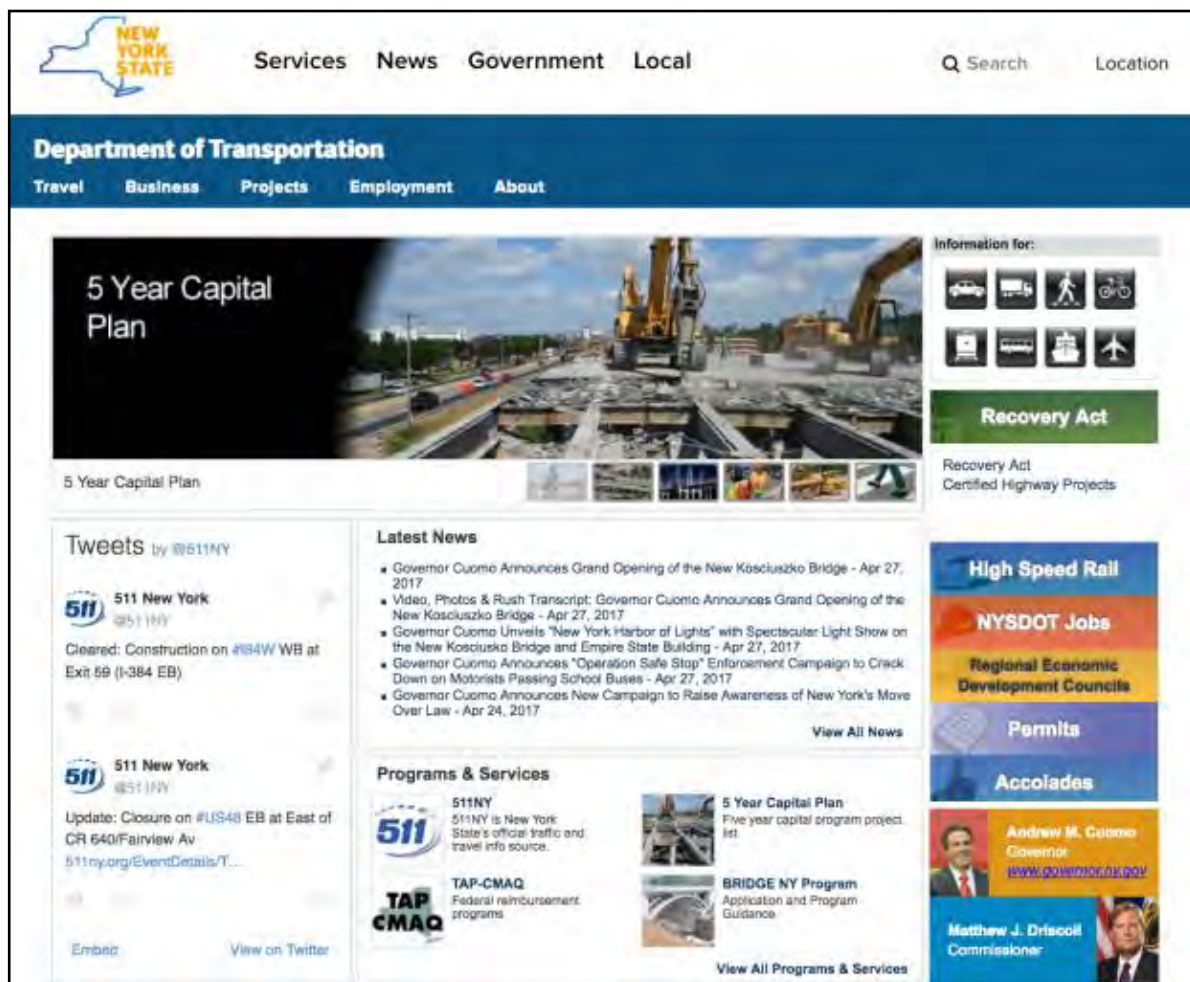 NEW
YORK
STATE
Services News Government Local
Search Location
Department of Transportation
Travel Business Projects Employment About
5 Year Capital
Plan
5 Year Capital Plan
Information for:
Recovery Act
Recovery Act
Certified Highway Projects
Tweets by @511NY
511
511 New York
@511NY
Cleared: Construction on #I84W WB at
Exit 59 (I-384 EB)
511
511 New York
@511NY
Update: Closure on #US48 EB at East of
CR 640/Fairview Av
511ny.org/EventDetails/T...
Embed View on Twitter
Latest News
Governor Cuomo Announces Grand Opening of the New Kosciuszko Bridge - Apr 27,
2017
Video, Photos & Rush Transcript: Governor Cuomo Announces Grand Opening of the
New Kosciuszko Bridge - Apr 27, 2017
Governor Cuomo Unveils "New York Harbor of Lights" with Spectacular Light Show on
the New Kosciusko Bridge and Empire State Building - Apr 27, 2017
Governor Cuomo Announces "Operation Safe Stop" Enforcement Campaign to Crack
Down on Motorists Passing School Buses - Apr 27, 2017
Governor Cuomo Announces New Campaign to Raise Awareness of New York's Move
Over Law - Apr 24, 2017
View All News
Programs & Services
511
511NY
511NY is New York
State's official traffic and
travel info source.
5 Year Capital Plan
Five year capital program project
list
TAP
CMAQ
TAP-CMAQ
Federal reimbursement
programs
BRIDGE NY Program
Application and Program
Guidance
View All Programs & Services
High Speed Rail
NYSDOT Jobs
Regional Economic
Development Councils
Permits
Accolades
Andrew M. Cuomo
Governor
www.governor.ny.gov
Matthew J. Driscoll
Commissioner